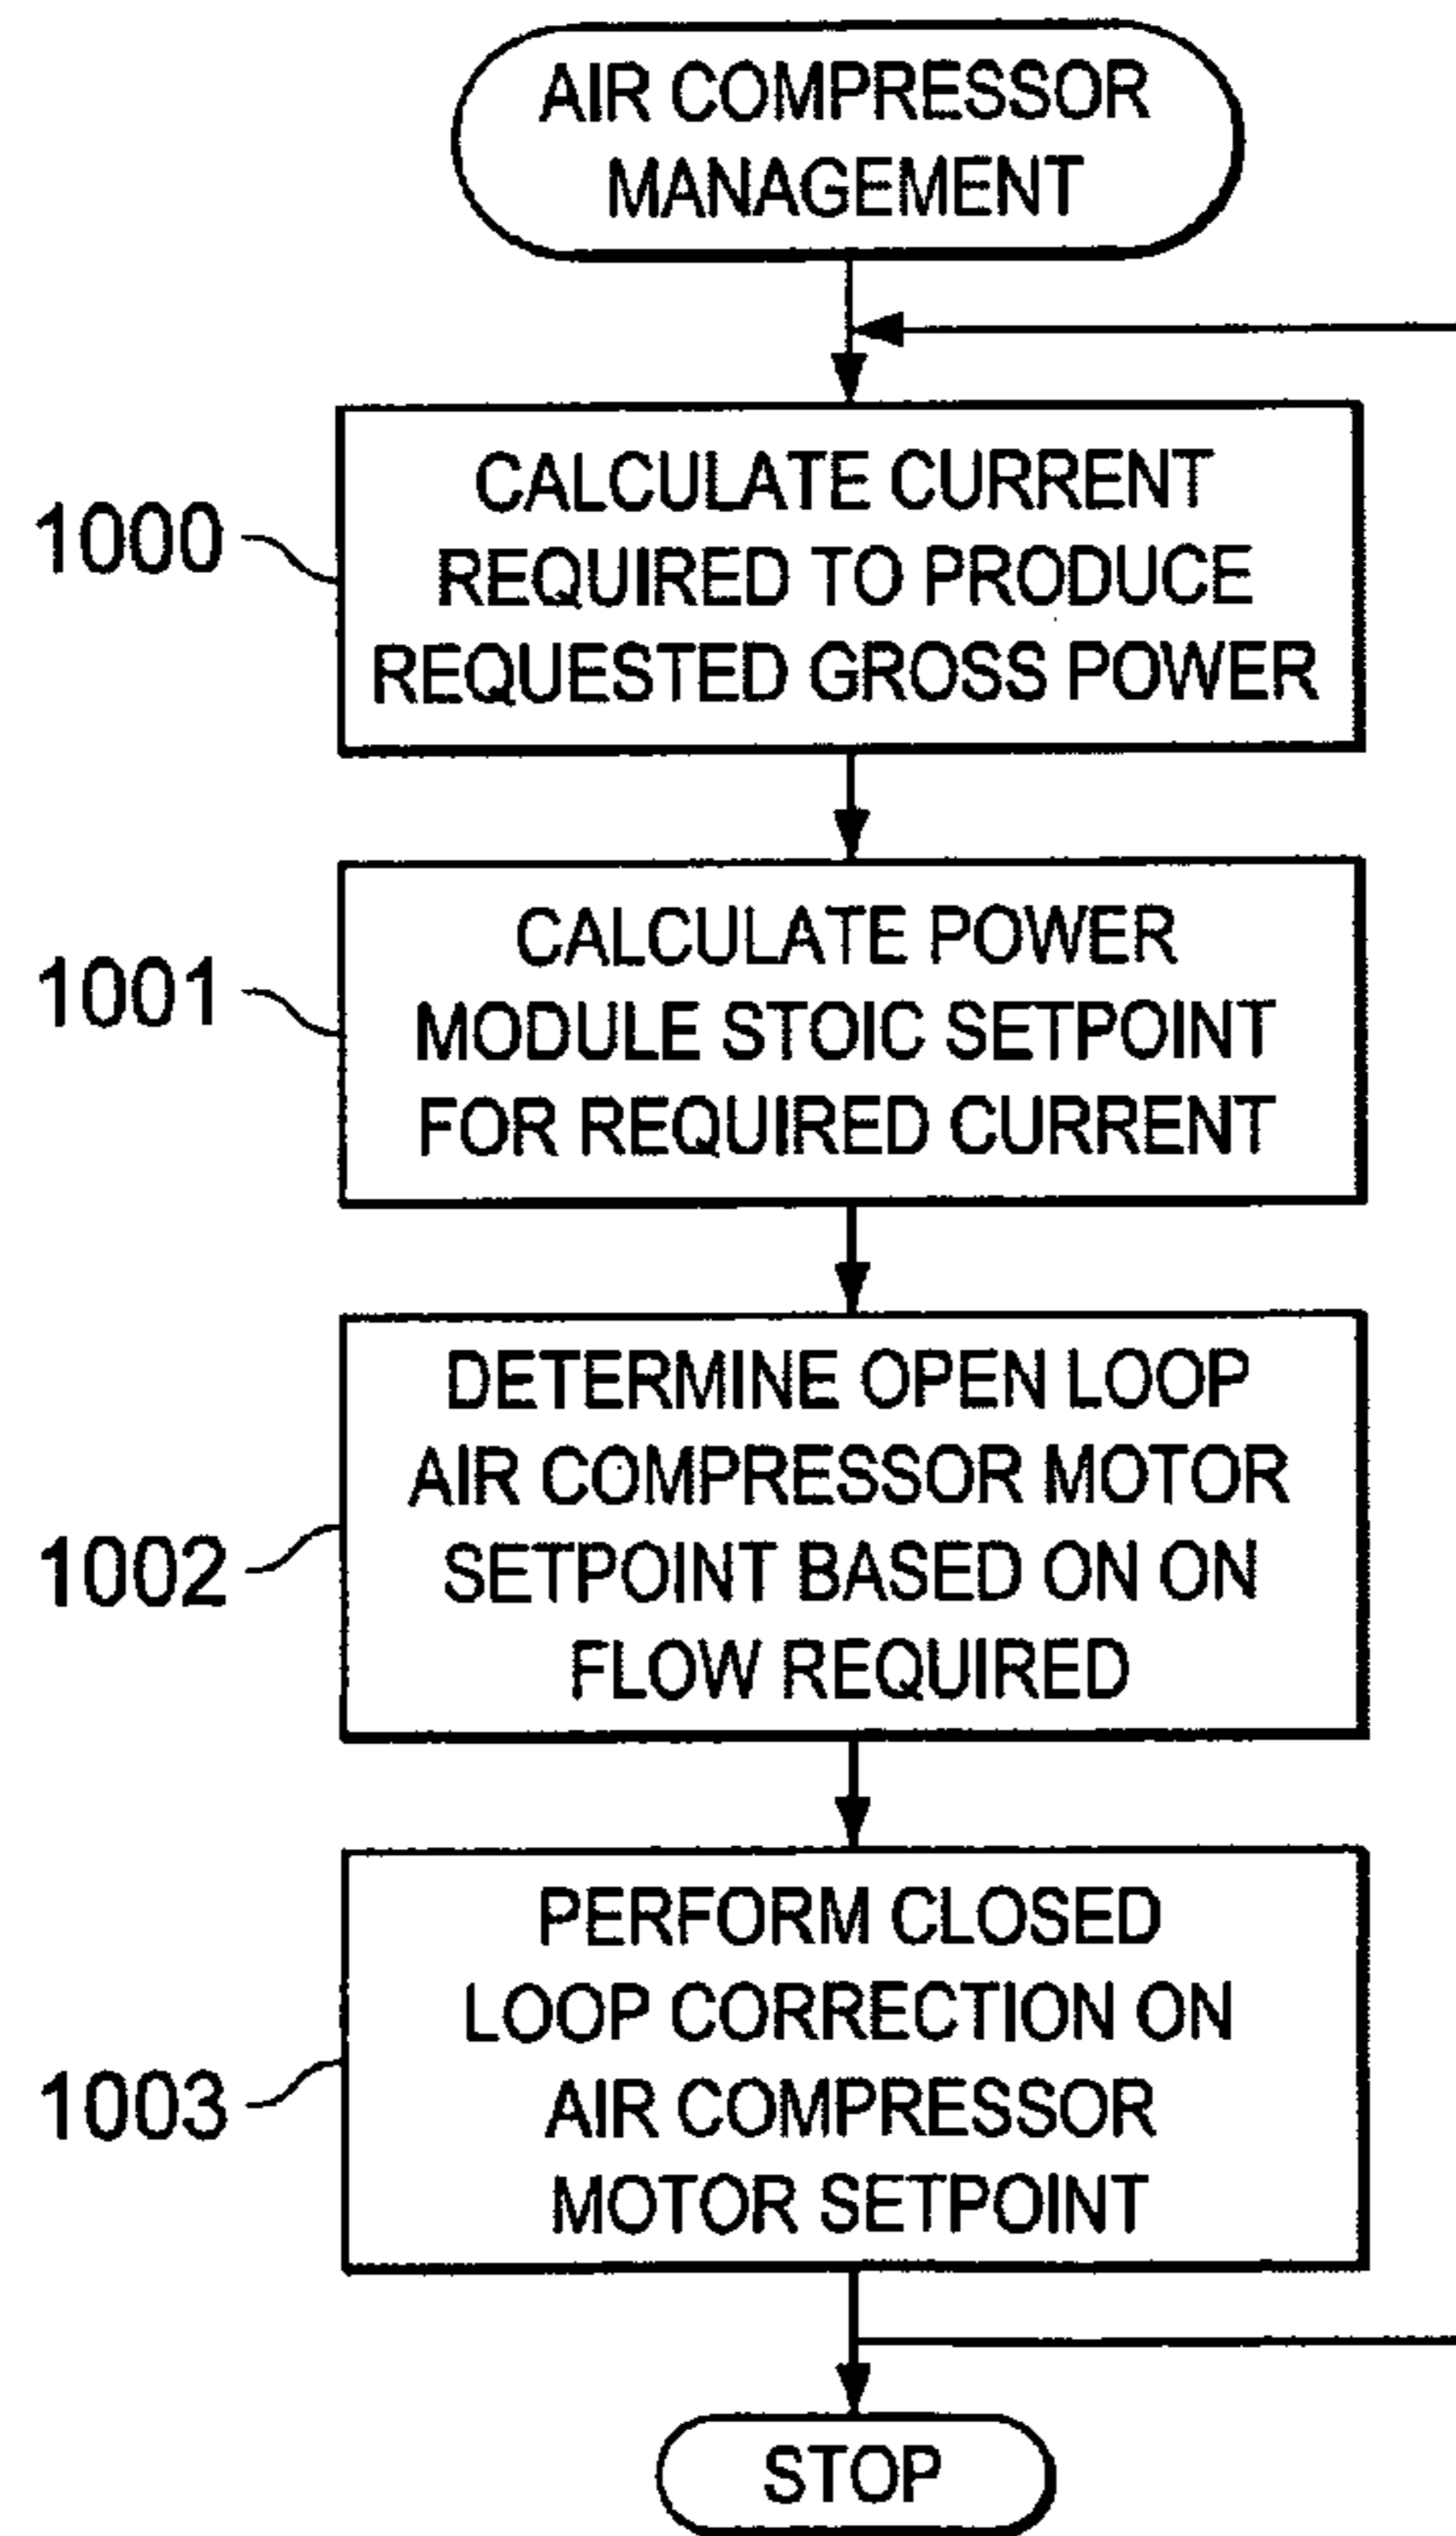 AIR COMPRESSOR
MANAGEMENT
1000
CALCULATE CURRENT
REQUIRED TO PRODUCE
REQUESTED GROSS POWER
1001
CALCULATE POWER
MODULE STOIC SETPOINT
FOR REQUIRED CURRENT
1002
DETERMINE OPEN LOOP
AIR COMPRESSOR MOTOR
SETPOINT BASED ON ON
FLOW REQUIRED
1003
PERFORM CLOSED
LOOP CORRECTION ON
AIR COMPRESSOR
MOTOR SETPOINT
STOP